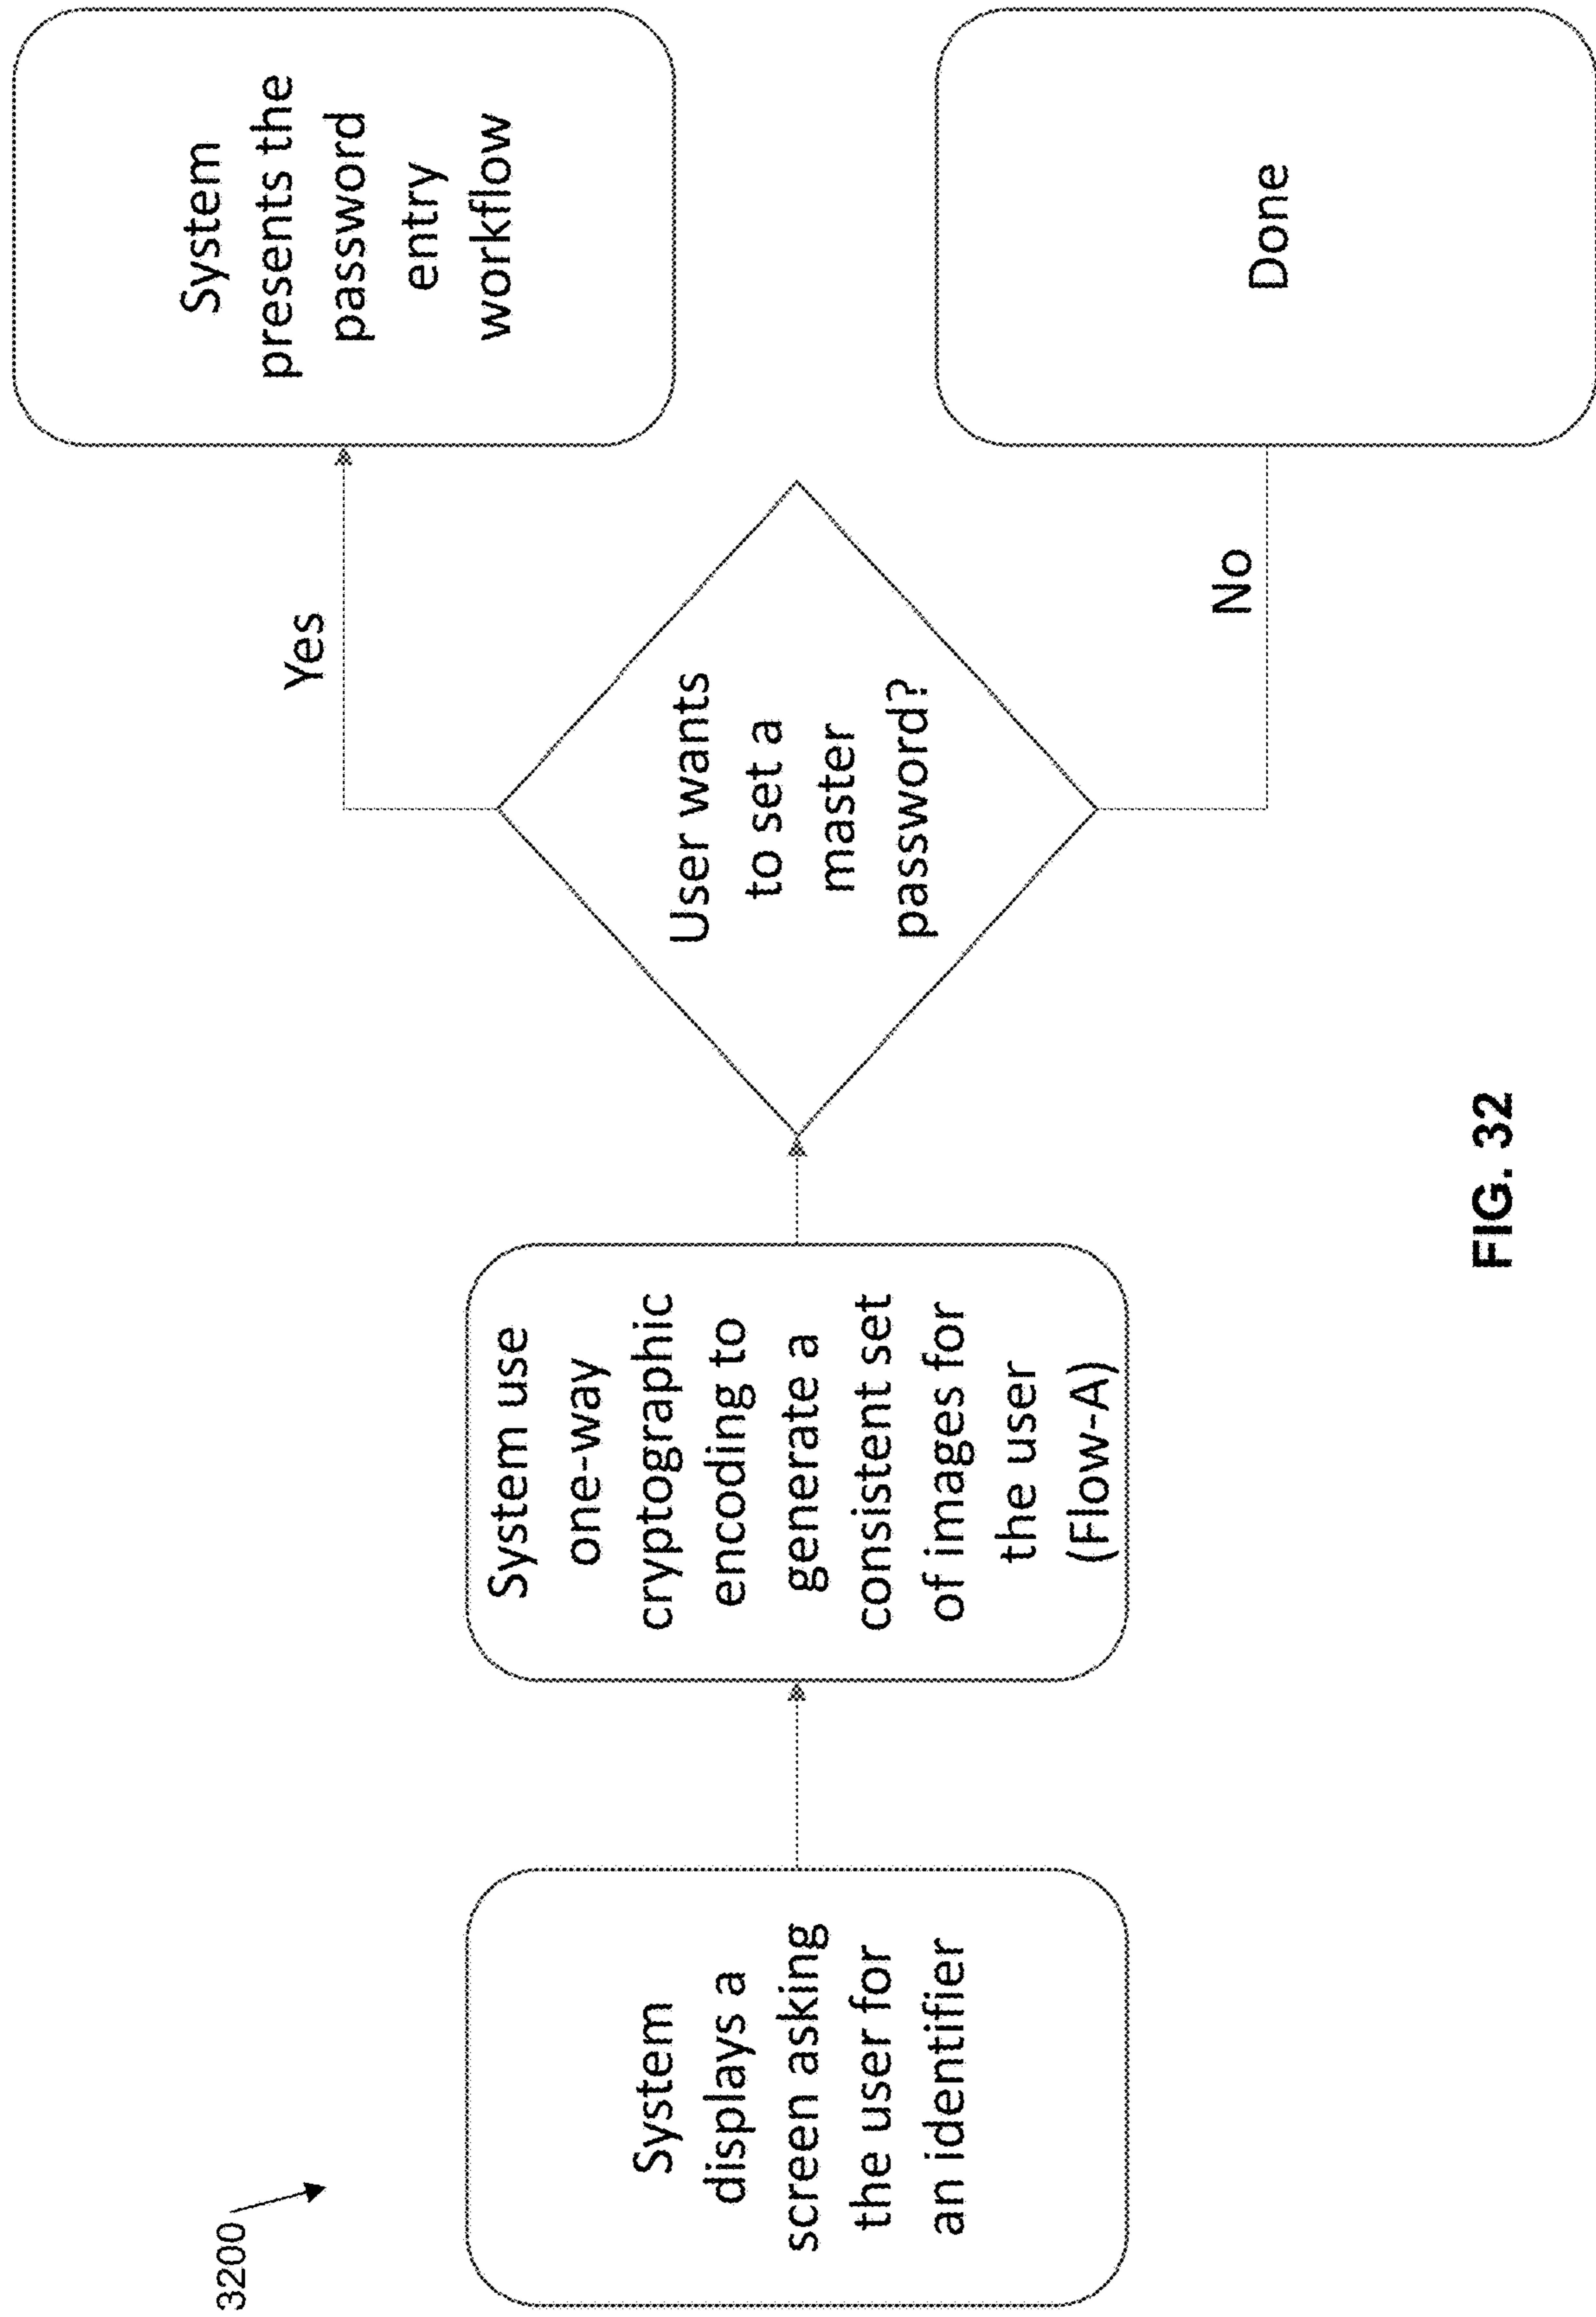 3200
System
displays a
screen asking
the user for
an identifier
System use
one-way
cryptographic
encoding to
generate a
consistent set
of images for
the user
(Flow-A)
User wants
to set a
master
password?
Yes
System
presents the
password
entry
workflow
No
Done
FIG. 32